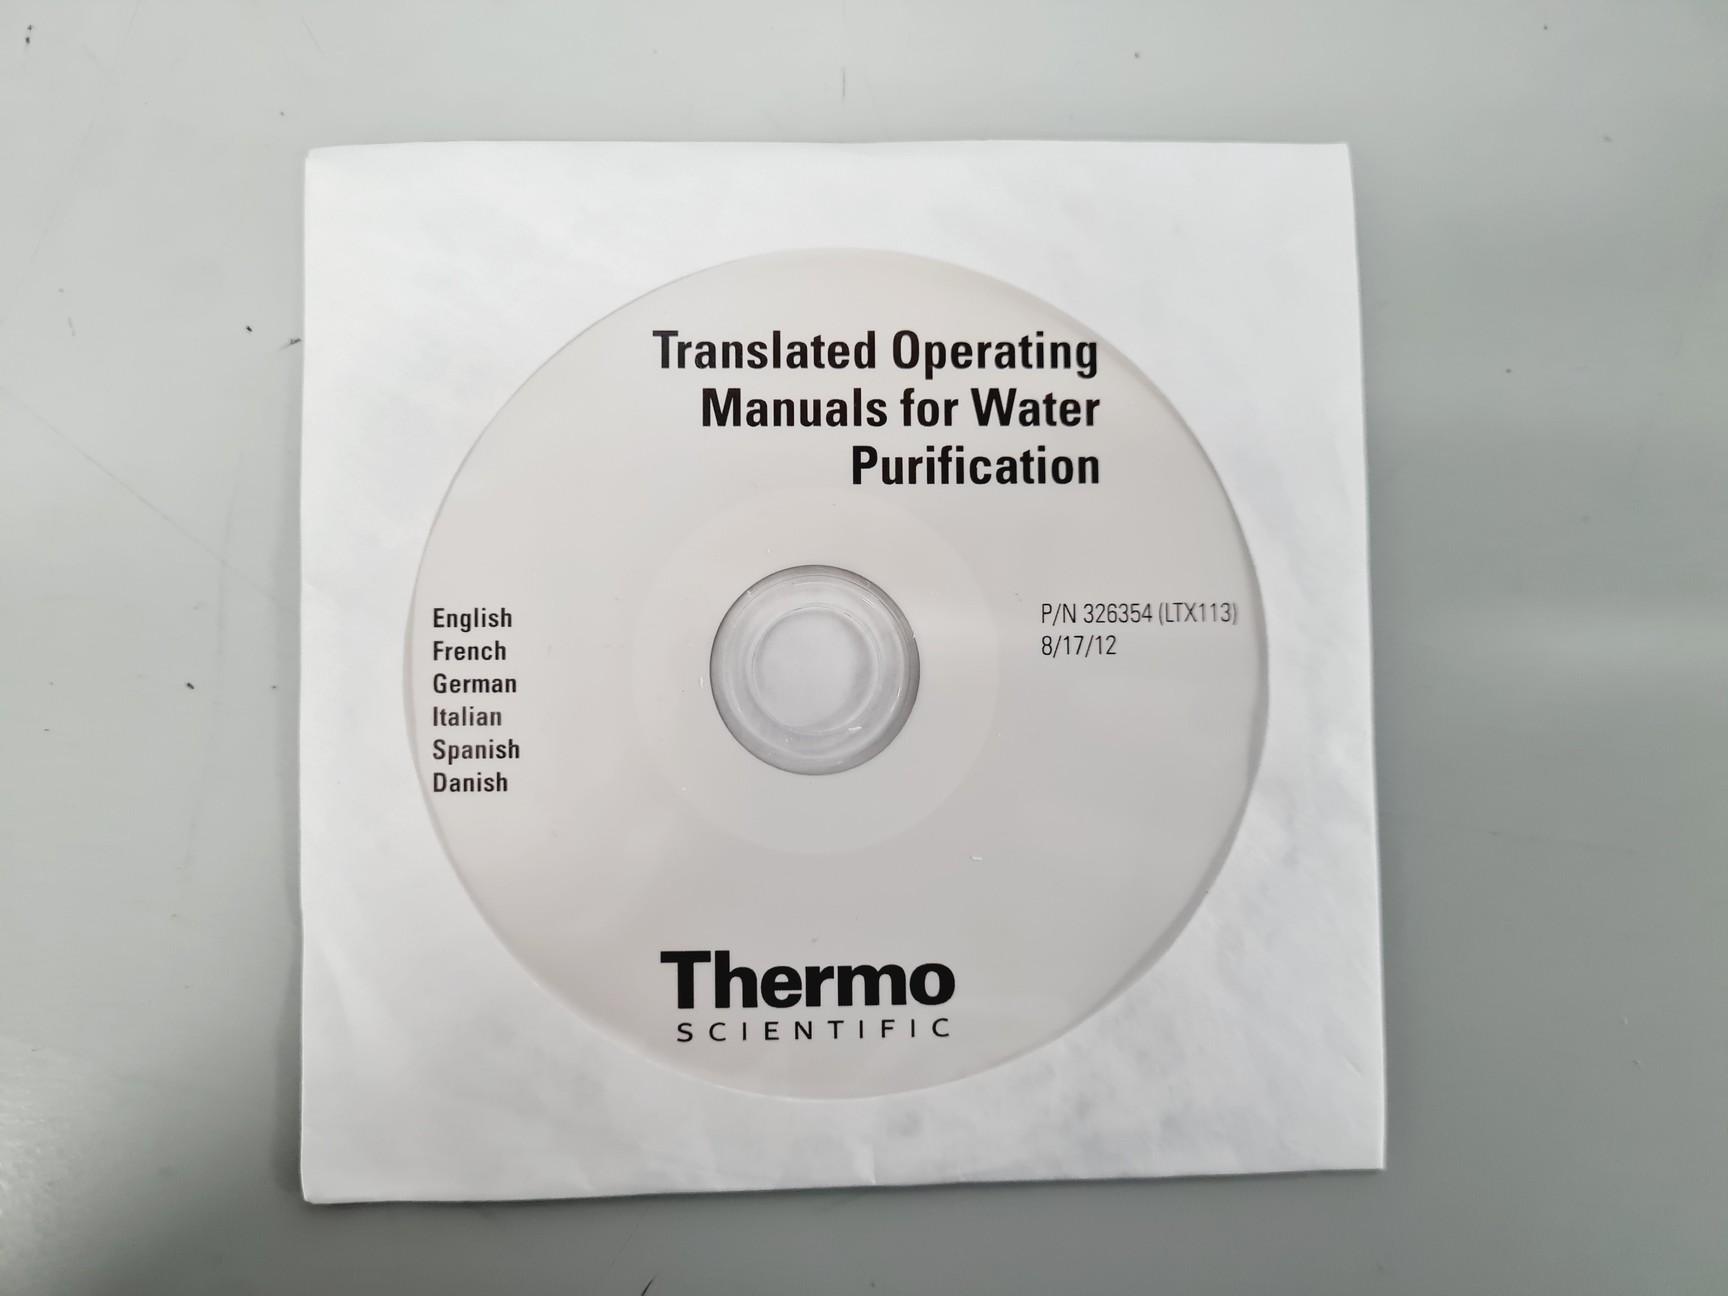 Translated Operating
Manuals for Water
Purification
English
French
German
Italian
Spanish
Danish
P/N 326354 (LTX113)
8/17/12
Thermo
SCIENTIFIC